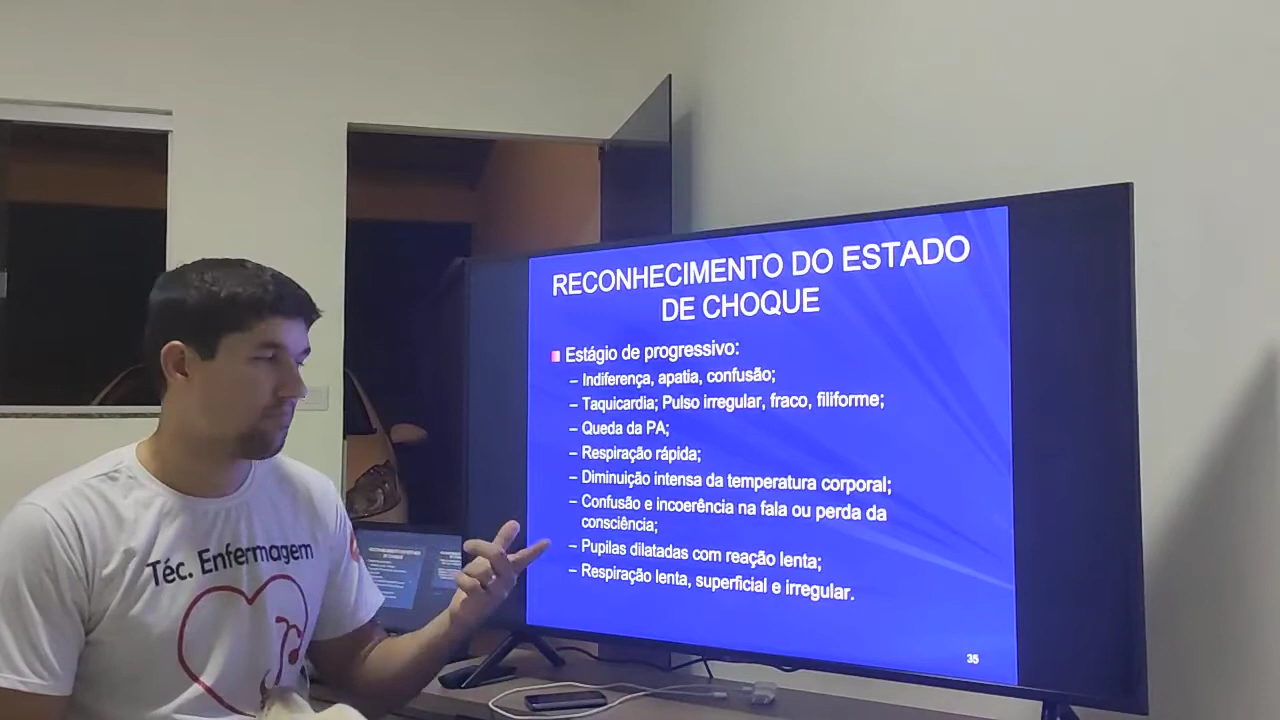 RECONHECIMENTO DO ESTADO
DE CHOQUE
Estágio de progressivo:
– Indiferença, apatia, confusão;
– Taquicardia; Pulso irregular, fraco, filiforme;
– Queda da PA;
– Respiração rápida;
– Diminuição intensa da temperatura corporal;
– Confusão e incoerência na fala ou perda da
consciência;
– Pupilas dilatadas com reação lenta;
– Respiração lenta, superficial e irregular.
35
Téc. Enfermagem